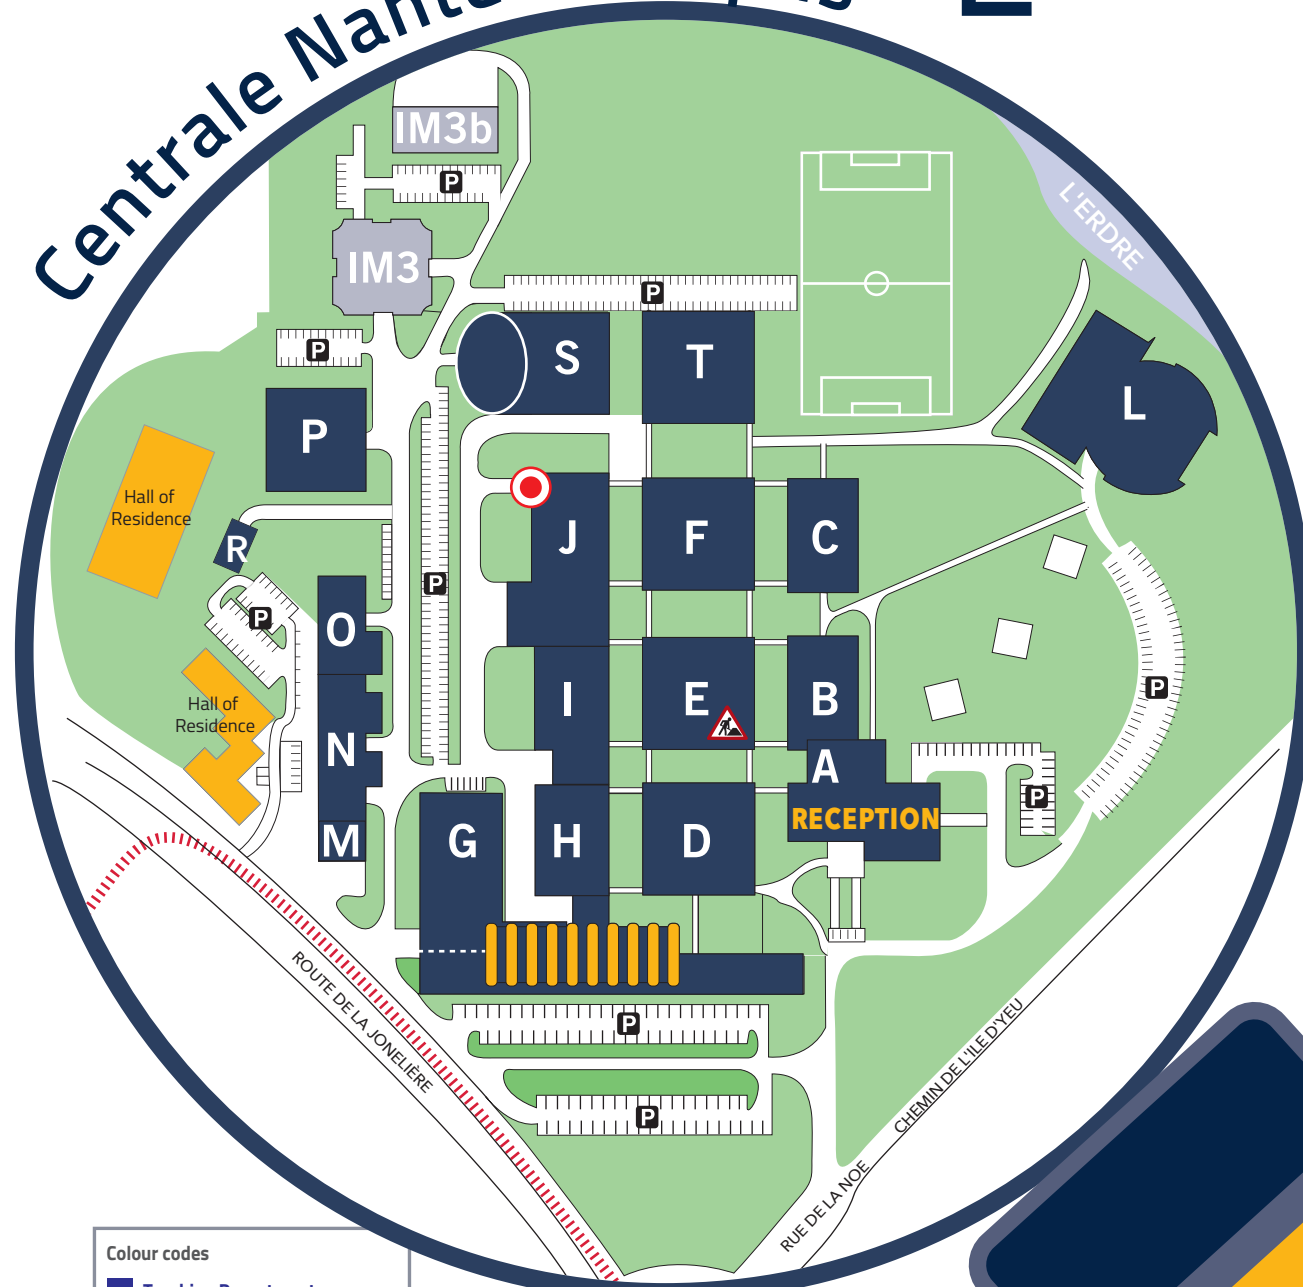 Centrale Nantes
IM3b
P
IM3
L'ERDRE
P
P
S
T
P
L
Hall of
Residence
R
J
F
C
P
P
O
Hall of
Residence
N
I
E
B
P
A
P
RECEPTION
M
G
H
D
ROUTE DE LA JONELIÈRE
P
CHEMIN DE L'ILE D'YEU
P
RUE DE LA NOE
Colour codes